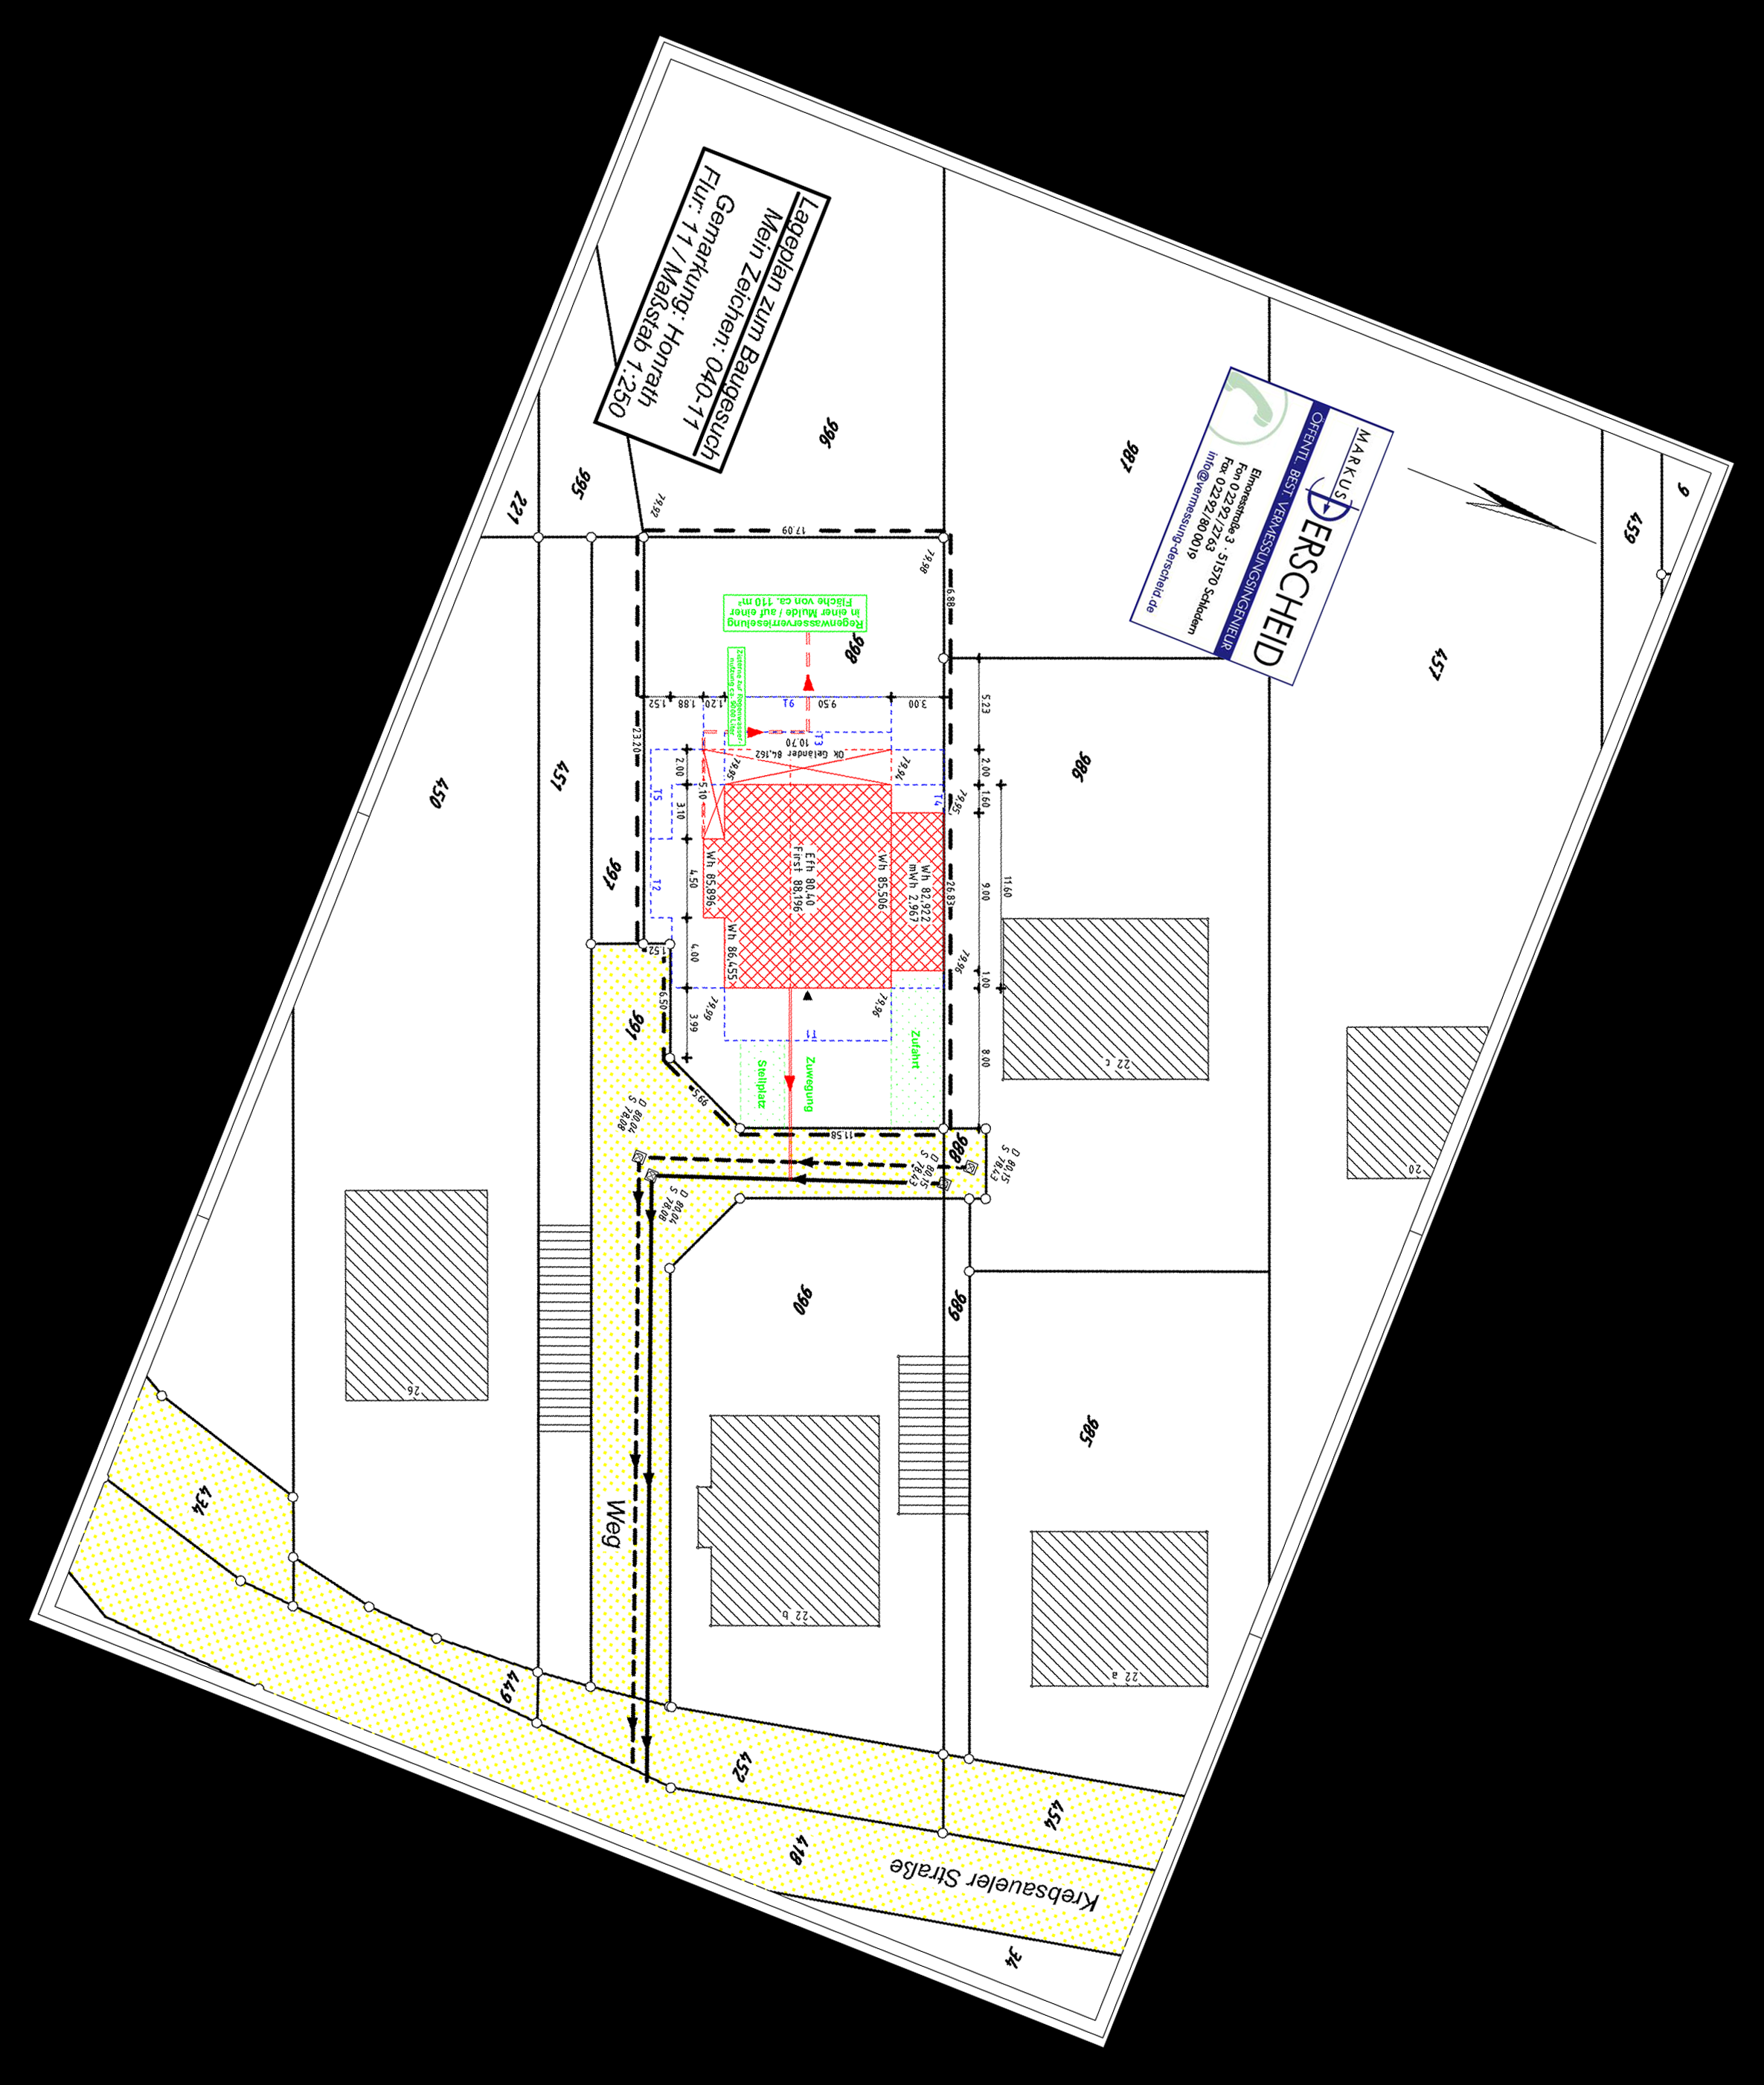 Lageplan zum Baugesuch
Mein Zeichen: 040-11
Gemarkung: Honrath
Flur: 11 / Maßstab 1:250
MARKUS
DERSCHEID
ÖFFENTL. BEST. VERMESSUNGSINGENIEUR
Elmoresstraße 3 · 51570 Schladern
Fon 0 22 92/27 63
Fax 0 22 92/80 0019
info@vermessung-derscheid.de
9
459
457
987
996
995
221
986
998
450
451
997
991
988
990
989
985
434
449
452
454
418
34
79.92
17.09
79.98
6.88
Regenwasserverrieselung
in einer Mulde / auf einer
Fläche von ca. 110 m²
1.52
1.88
1.20
91
9.50
3.00
5.23
23.20
T3
10.70
Ok Geländer 84,162
2.00
79.95
5.10
79.94
T4
79.95
2.00
1.60
T5
3.10
11.60
Wh 85,896
Efh 80,40
First 88,196
Wh 85,506
Wh 82,922
mWh 2,967
26.83
9.00
T2
4.50
4.00
Wh 86,455
79.96
1.00
1.52
6.50
3.99
79.99
79.96
T1
8.00
Stellplatz
Zuwegung
Zufahrt
5.99
11.58
D 80.04
S 78.08
D 80.04
S 78.08
D 80.15
S 78.43
D 80.15
S 78.43
22 c
20
26
22 b
22 a
Weg
Krebsaueler Straße